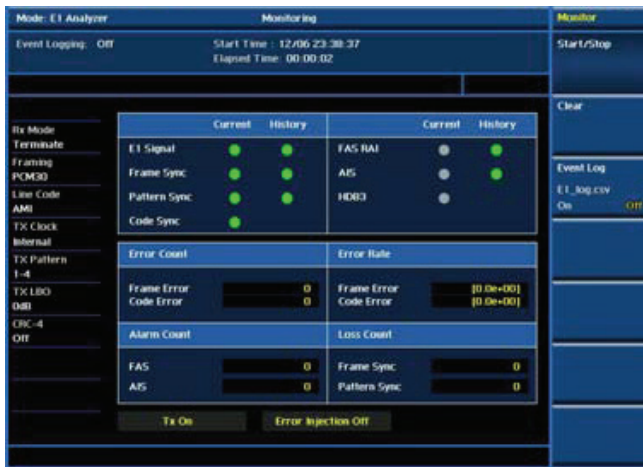 Mode: E1 Analyzer
Monitoring
Monitor
Event Logging: Off
Start Time : 12/06 23:38:37
Elapsed Time: 00:00:02
Start/Stop
Clear
Event Log
E1_log.csv
On Off
Rx Mode
Terminate
Framing
PCM30
Line Code
AMI
TX Clock
Internal
TX Pattern
1-4
TX LBO
0dB
CRC-4
Off
Current History Current History
E1 Signal FAS RAI
Frame Sync AIS
Pattern Sync HDB3
Code Sync
Error Count Error Rate
Frame Error 0 Frame Error [0.0e+00]
Code Error 0 Code Error [0.0e+00]
Alarm Count Loss Count
FAS 0 Frame Sync 0
AIS 0 Pattern Sync 0
Tx On Error Injection Off